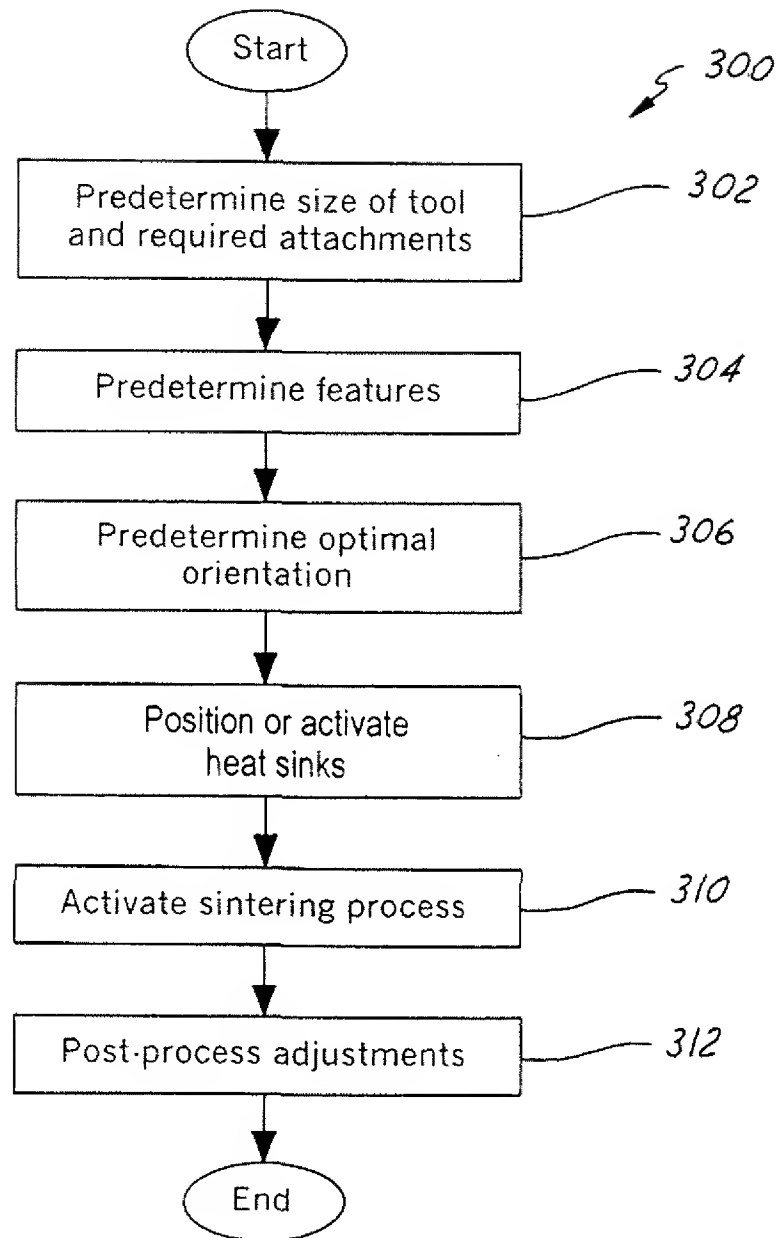 Start
300
Predetermine size of tool
and required attachments
302
Predetermine features
304
Predetermine optimal
orientation
306
Position or activate
heat sinks
308
Activate sintering process
310
Post-process adjustments
312
End